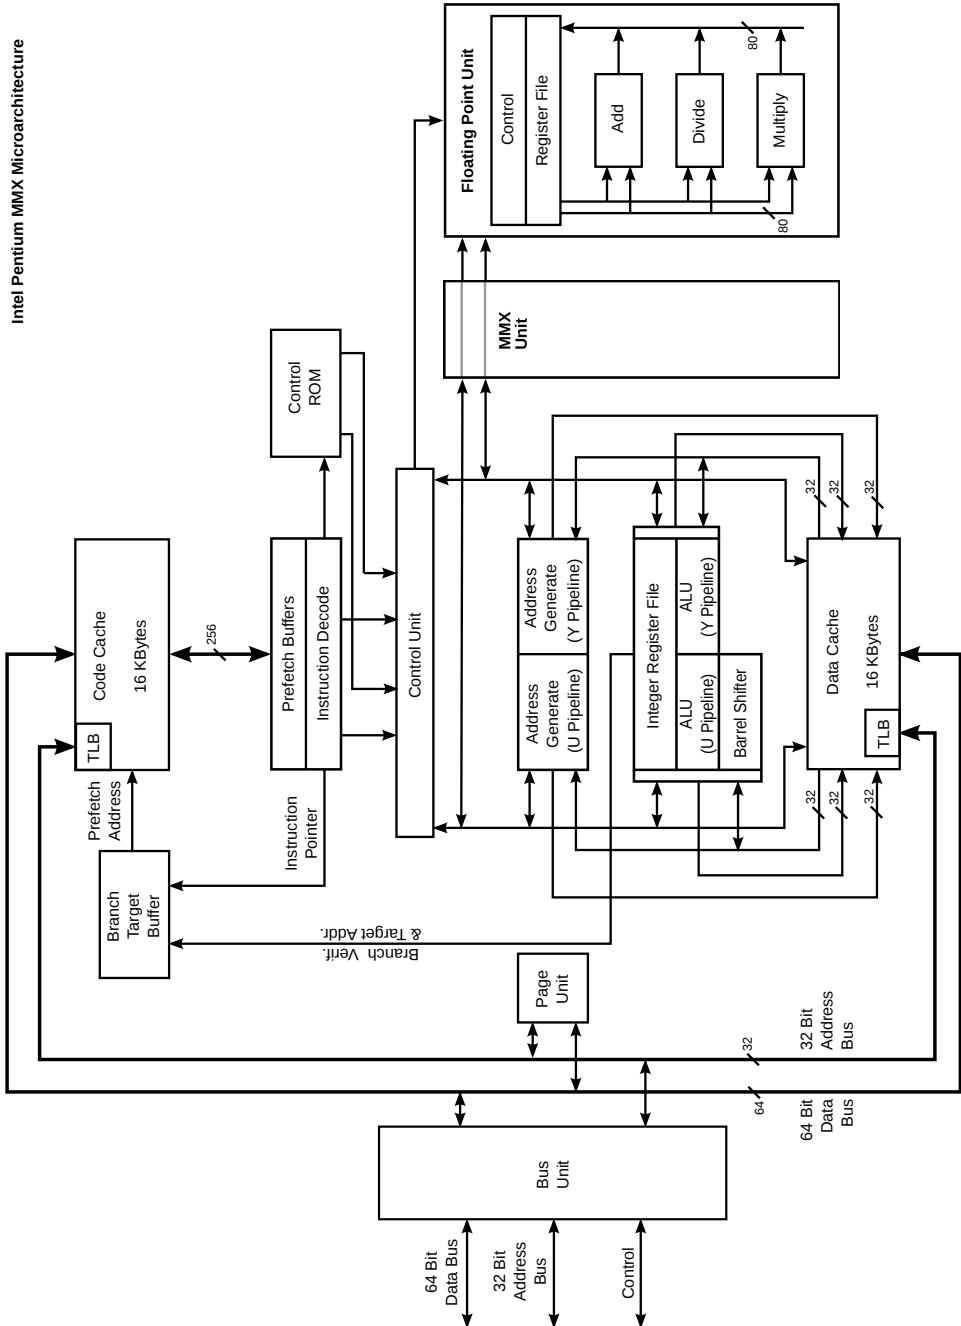 Intel Pentium MMX Microarchitecture
64 Bit
Data Bus
32 Bit
Address
Bus
Control
Bus
Unit
64 Bit
Data
Bus
32 Bit
Address
Bus
64
32
Page
Unit
Branch
Target
Buffer
Prefetch
Address
TLB
Code Cache
16 KBytes
256
Instruction
Pointer
Branch Verif.
& Target Addr.
Prefetch Buffers
Instruction Decode
Control
ROM
Control Unit
Address
Generate
(U Pipeline)
Address
Generate
(Y Pipeline)
Integer Register File
ALU
(U Pipeline)
ALU
(Y Pipeline)
Barrel Shifter
32
32
32
32
32
32
TLB
Data Cache
16 KBytes
MMX
Unit
Floating Point Unit
Control
Register File
Add
Divide
Multiply
80
80